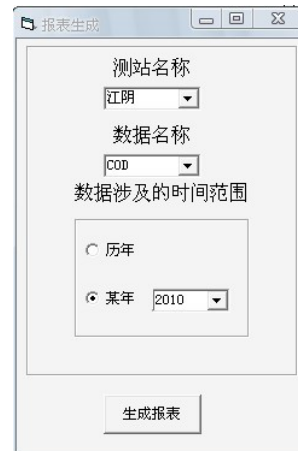 报表生成
测站名称
江阴
数据名称
COD
数据涉及的时间范围
历年
某年 2010
生成报表